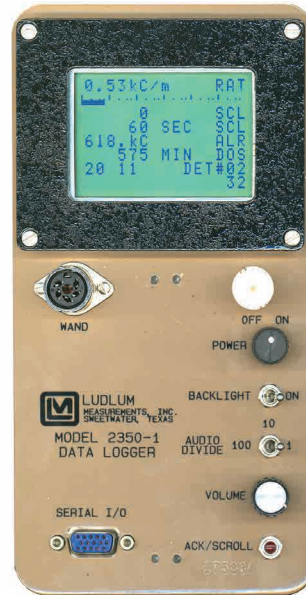 0.53kC/m RAT
0 SCL
60 SEC SCL
618.kC ALR
575 MIN DOS
20 11 DET#02
32
WAND
OFF ON
POWER
BACKLIGHT ON
LM LUDLUM
MEASUREMENTS, INC.
SWEETWATER, TEXAS
MODEL 2350-1
DATA LOGGER
10
AUDIO
DIVIDE 100 1
VOLUME
SERIAL I/O
ACK/SCROLL